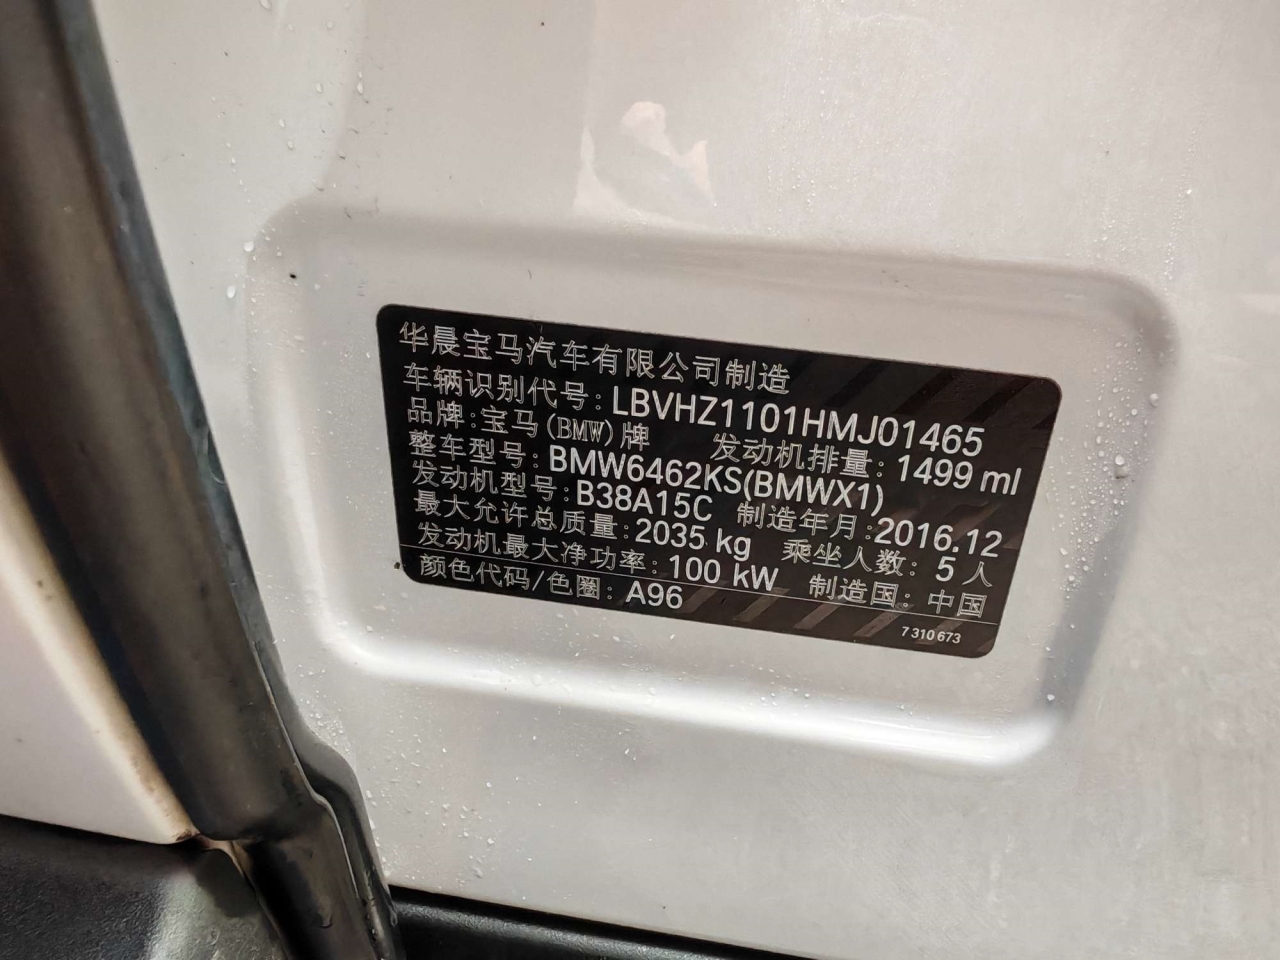 华晨宝马汽车有限公司制造
车辆识别代号: LBVHZ1101HMJ01465
品牌: 宝马(BMW)牌 发动机排量: 1499 ml
整车型号: BMW6462KS(BMWX1)
发动机型号: B38A15C 制造年月: 2016.12
最大允许总质量: 2035 kg 乘坐人数: 5 人
发动机最大净功率: 100 kW 制造国: 中国
颜色代码/色圈: A96
7 310 673